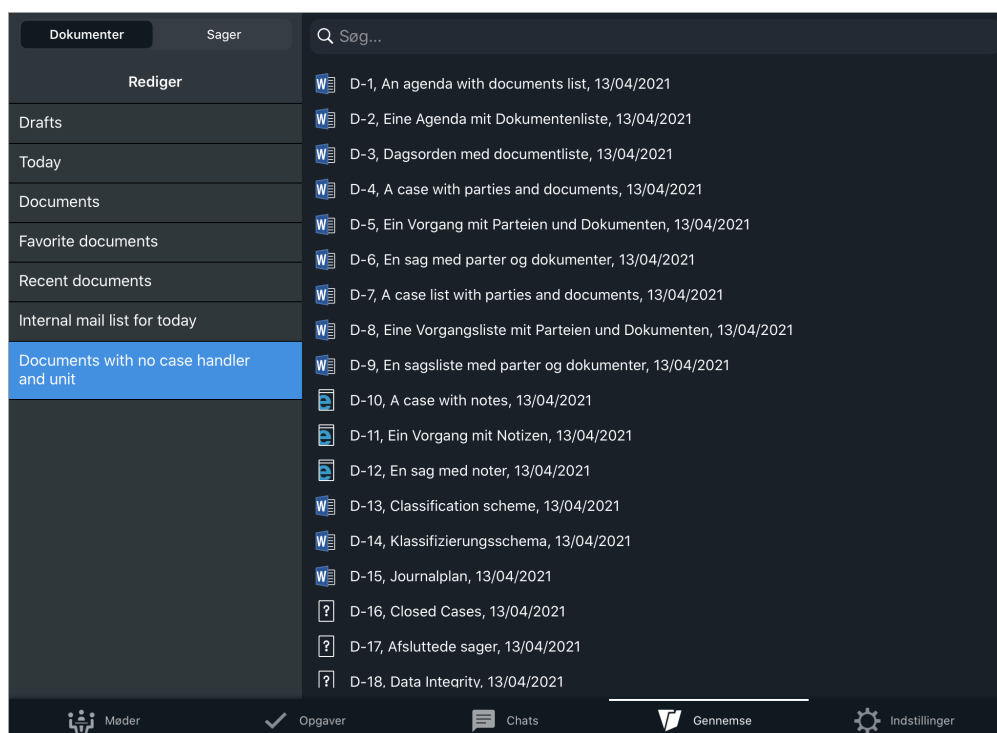 Dokumenter
Sager
Rediger
Drafts
Today
Documents
Favorite documents
Recent documents
Internal mail list for today
Documents with no case handler
and unit
Søg...
D-1, An agenda with documents list, 13/04/2021
D-2, Eine Agenda mit Dokumentenliste, 13/04/2021
D-3, Dagsorden med documentliste, 13/04/2021
D-4, A case with parties and documents, 13/04/2021
D-5, Ein Vorgang mit Parteien und Dokumenten, 13/04/2021
D-6, En sag med parter og dokumenter, 13/04/2021
D-7, A case list with parties and documents, 13/04/2021
D-8, Eine Vorgangsliste mit Parteien und Dokumenten, 13/04/2021
D-9, En sagsliste med parter og dokumenter, 13/04/2021
D-10, A case with notes, 13/04/2021
D-11, Ein Vorgang mit Notizen, 13/04/2021
D-12, En sag med noter, 13/04/2021
D-13, Classification scheme, 13/04/2021
D-14, Klassifizierungsschema, 13/04/2021
D-15, Journalplan, 13/04/2021
D-16, Closed Cases, 13/04/2021
D-17, Afsluttede sager, 13/04/2021
D-18, Data Integrity, 13/04/2021
Møder
Opgaver
Chats
Gennemse
Indstillinger